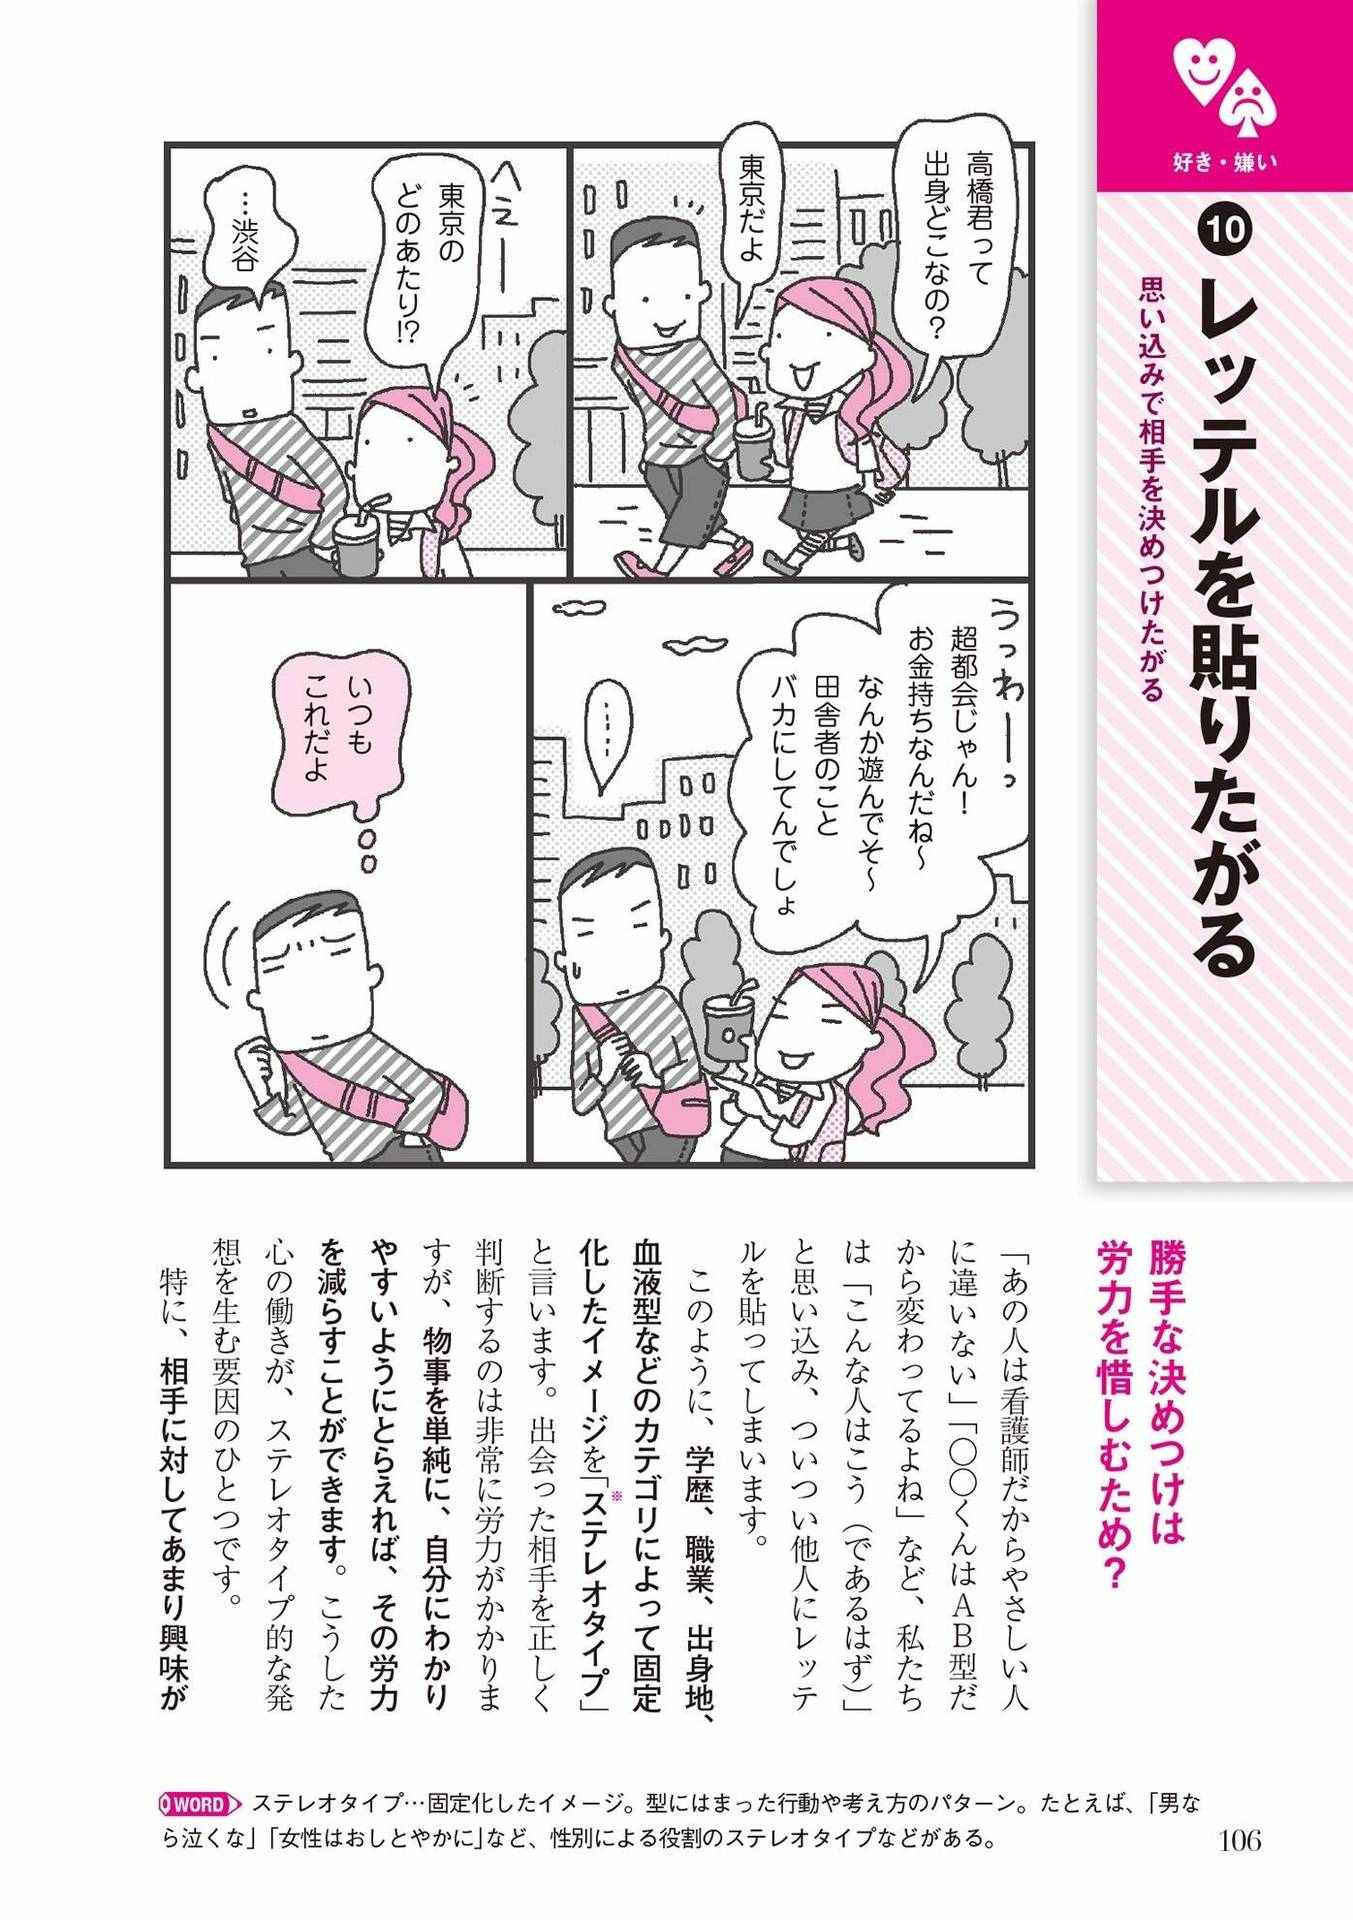 好き・嫌い
10
レッテルを貼りたがる
思い込みで相手を決めつけたがる
高橋君って
出身どこなの?
東京だよ
へえー
東京の
どのあたり!?
…渋谷
うっわーーっ
超都会じゃん!
お金持ちなんだね~
なんか遊んでそ~
田舎者のこと
バカにしてんでしょ
……
いつも
これだよ
勝手な決めつけは
労力を惜しむため?
「あの人は看護師だからやさしい人
に違いない」「〇〇くんはＡＢ型だ
から変わってるよね」など、私たち
は「こんな人はこう（であるはず）」
と思い込み、ついつい他人にレッテ
ルを貼ってしまいます。
このように、学歴、職業、出身地、
血液型などのカテゴリによって固定
化したイメージを「ステレオタイプ」
※
と言います。出会った相手を正しく
判断するのは非常に労力がかかりま
すが、物事を単純に、自分にわかり
やすいようにとらえれば、その労力
を減らすことができます。こうした
心の働きが、ステレオタイプ的な発
想を生む要因のひとつです。
特に、相手に対してあまり興味が
WORD ステレオタイプ…固定化したイメージ。型にはまった行動や考え方のパターン。たとえば、「男な
ら泣くな」「女性はおしとやかに」など、性別による役割のステレオタイプなどがある。
106